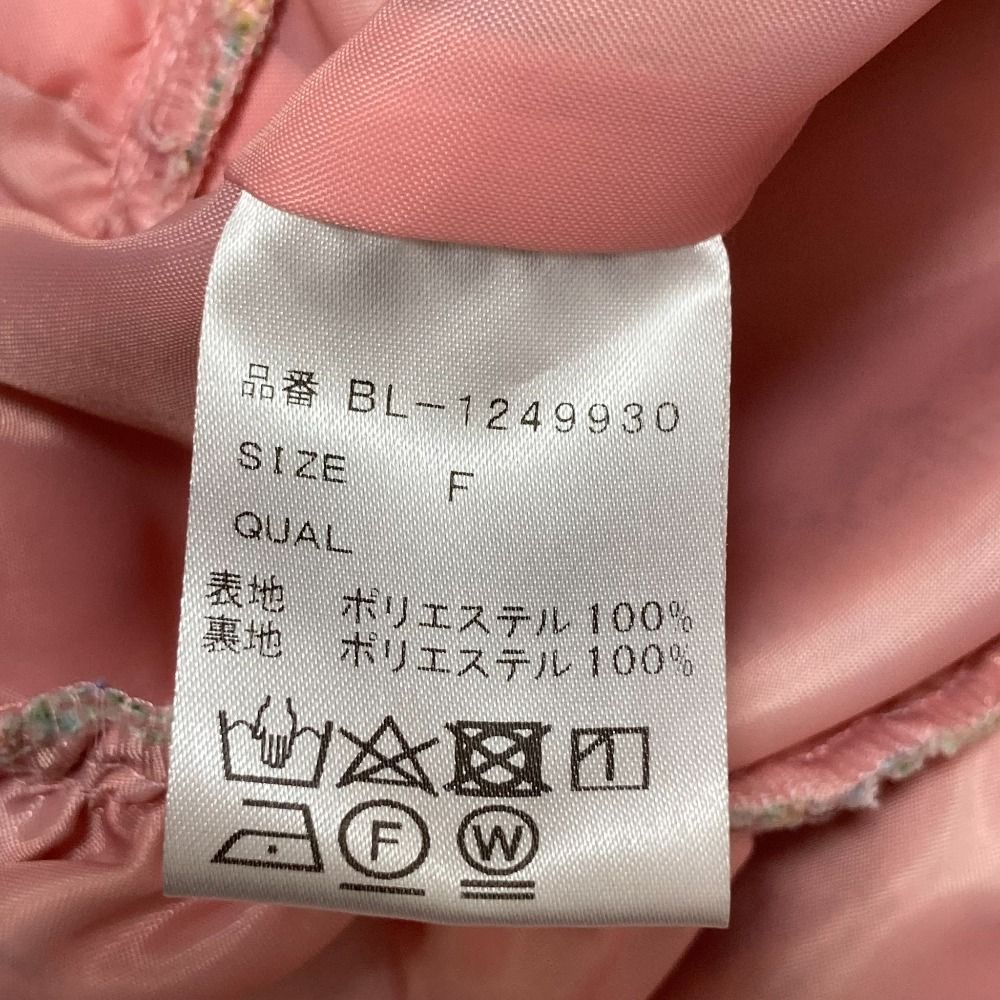 品番 BL-1249930
SIZE F
QUAL
表地 ポリエステル 100%
裏地 ポリエステル 100%
F W